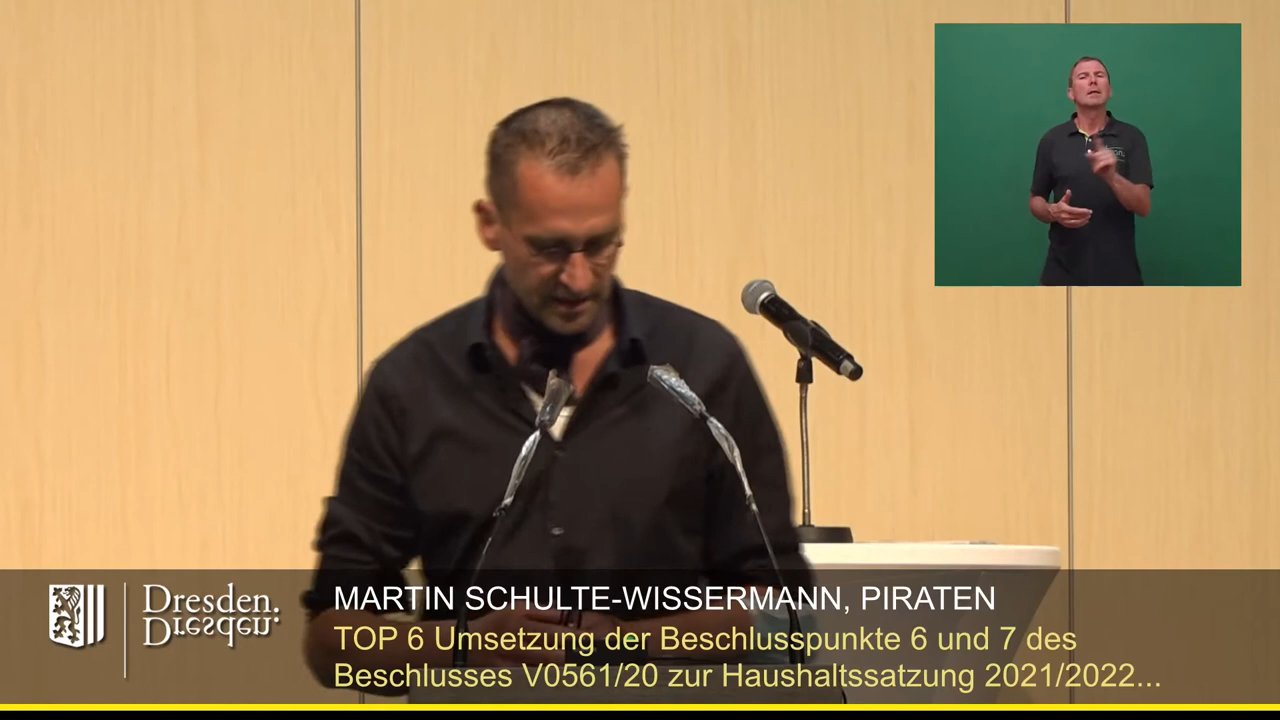 Dresden.
Dresden.
MARTIN SCHULTE-WISSERMANN, PIRATEN
TOP 6 Umsetzung der Beschlusspunkte 6 und 7 des
Beschlusses V0561/20 zur Haushaltssatzung 2021/2022...